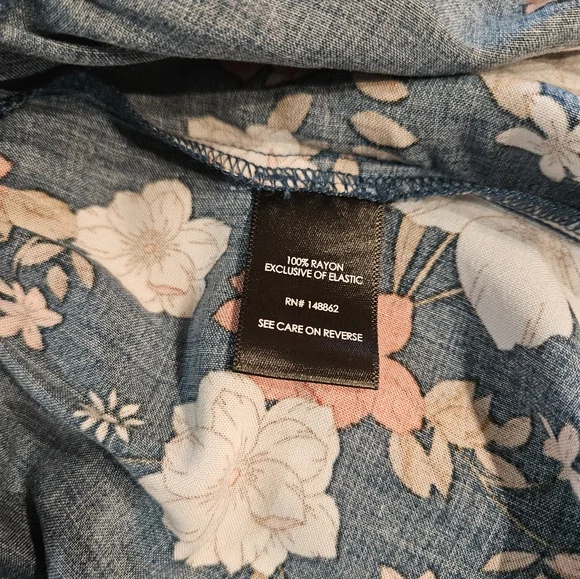 100% RAYON
EXCLUSIVE OF ELASTIC
RN# 148862
SEE CARE ON REVERSE